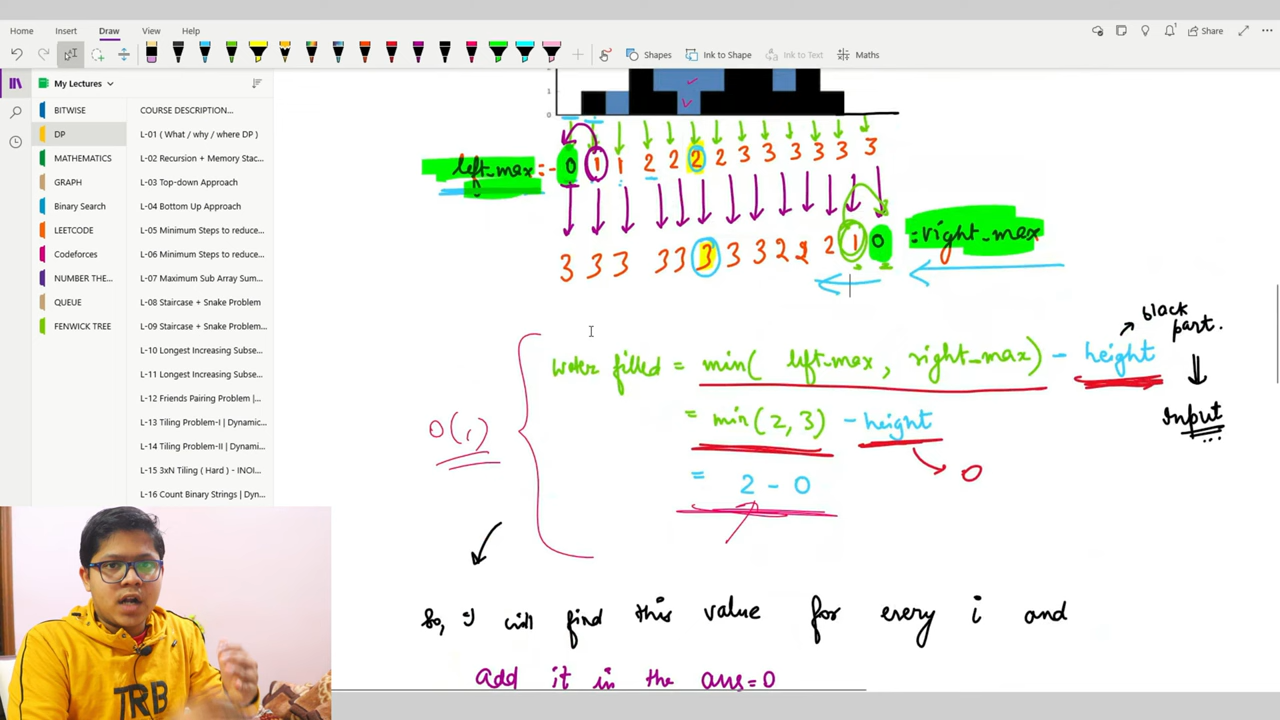 Home Insert Draw View Help
Share
Shapes Ink to Shape Ink to Text Maths
My Lectures
BITWISE
DP
MATHEMATICS
GRAPH
Binary Search
LEETCODE
Codeforces
NUMBER THE...
QUEUE
FENWICK TREE
COURSE DESCRIPTION...
L-01 ( What / why / where DP )
L-02 Recursion + Memory Stac...
L-03 Top-down Approach
L-04 Bottom Up Approach
L-05 Minimum Steps to reduce...
L-06 Minimum Steps to reduce...
L-07 Maximum Sub Array Sum...
L-08 Staircase + Snake Problem
L-09 Staircase + Snake Problem...
L-10 Longest Increasing Subse...
L-11 Longest Increasing Subse...
L-12 Friends Pairing Problem |...
L-13 Tiling Problem-I | Dynamic...
L-14 Tiling Problem-II | Dynami...
L-15 3xN Tiling ( Hard ) - INOI...
L-16 Count Binary Strings | Dyn...
1
0
left_max = 0 1 1 2 2 2 2 3 3 3 3 3 3
3 3 3 3 3 3 3 3 2 2 2 1 0 = right_max
black part.
Input
water filled = min( left_max , right_max) - height
= min(2, 3) - height
0
= 2 - 0
O(1)
So, I will find this value for every i and
add it in the ans=0
TRB